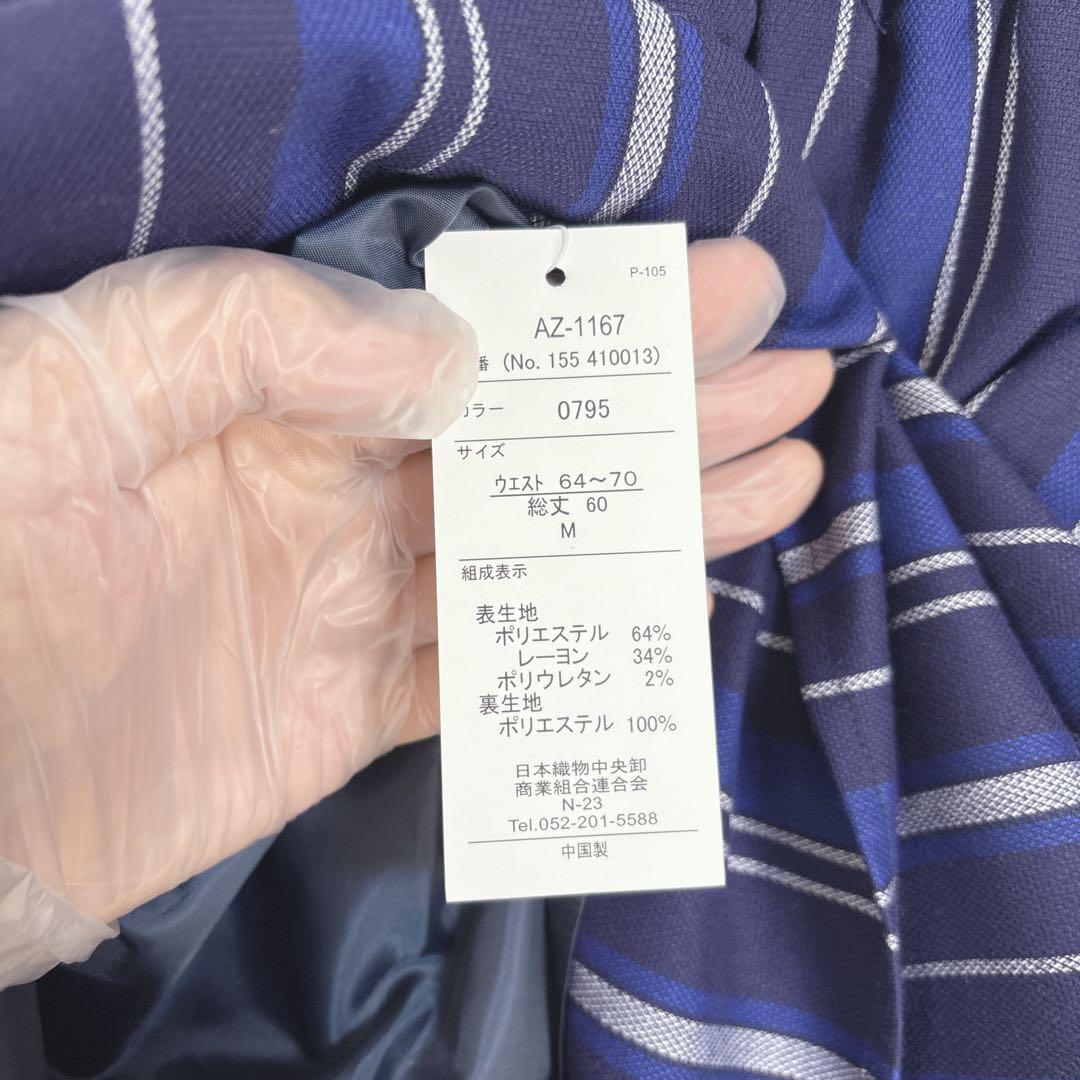 P-105
AZ-1167
番 (No. 155 410013)
カラー 0795
サイズ
ウエスト 64〜70
総丈 60
M
組成表示
表生地
ポリエステル 64%
レーヨン 34%
ポリウレタン 2%
裏生地
ポリエステル 100%
日本織物中央卸
商業組合連合会
N-23
Tel.052-201-5588
中国製